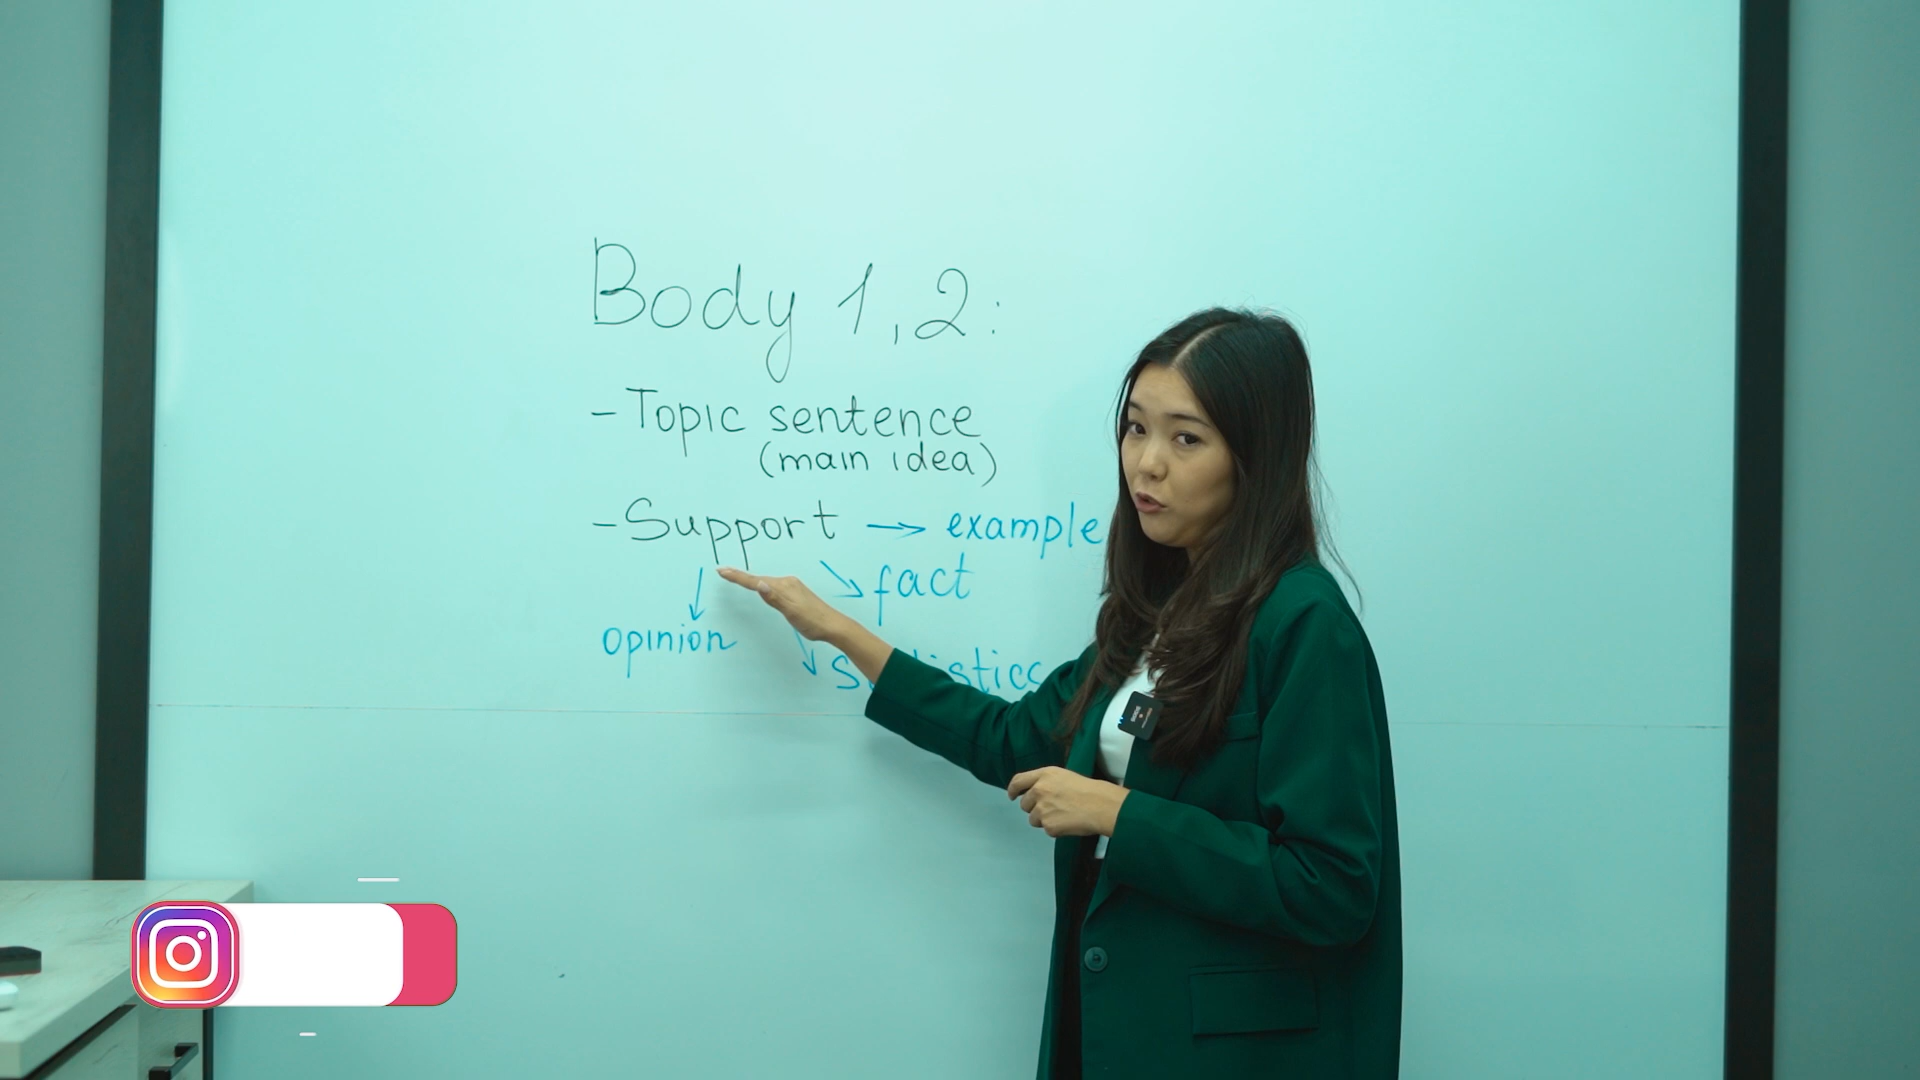 Body 1, 2:
- Topic sentence
(main idea)
- Support → example
fact
opinion